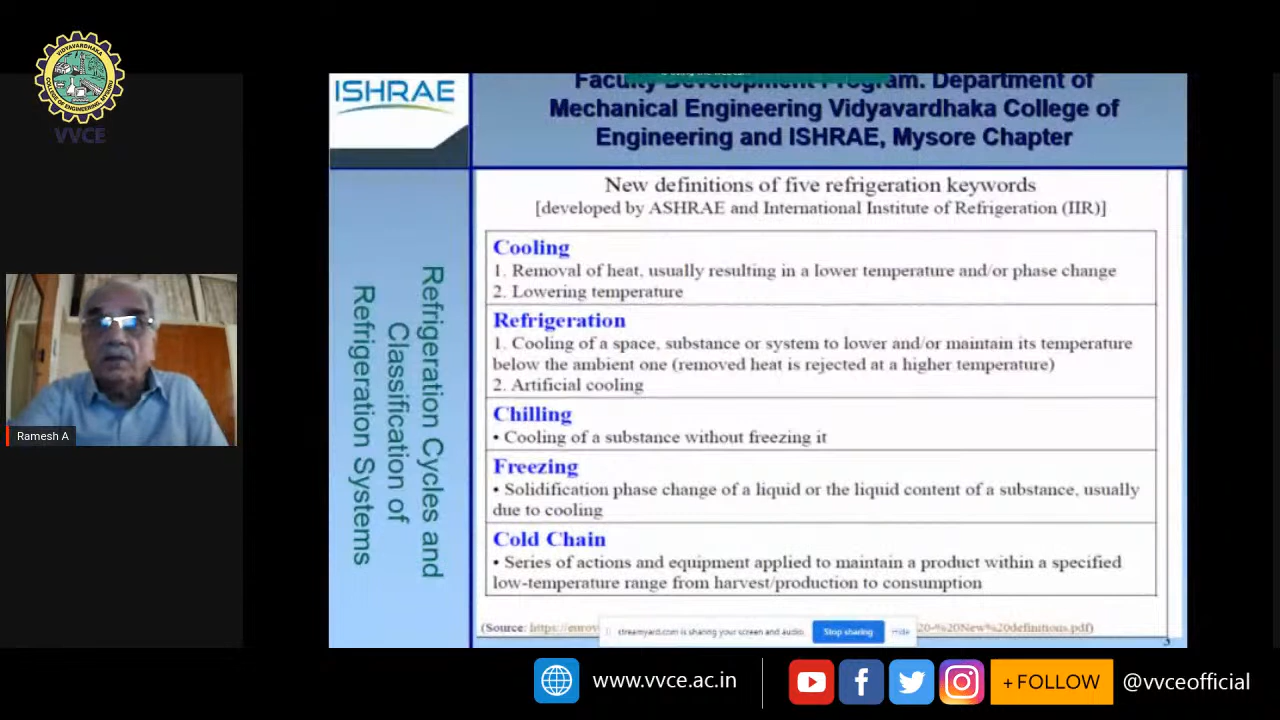 VIDYAVARDHAKA
VVCE
Ramesh A
ISHRAE
Faculty Development Program. Department of
Mechanical Engineering Vidyavardhaka College of
Engineering and ISHRAE, Mysore Chapter
Refrigeration Cycles and
Classification of
Refrigeration Systems
New definitions of five refrigeration keywords
[developed by ASHRAE and International Institute of Refrigeration (IIR)]
Cooling
1. Removal of heat, usually resulting in a lower temperature and/or phase change
2. Lowering temperature
Refrigeration
1. Cooling of a space, substance or system to lower and/or maintain its temperature
below the ambient one (removed heat is rejected at a higher temperature)
2. Artificial cooling
Chilling
• Cooling of a substance without freezing it
Freezing
• Solidification phase change of a liquid or the liquid content of a substance, usually
due to cooling
Cold Chain
• Series of actions and equipment applied to maintain a product within a specified
low-temperature range from harvest/production to consumption
(Source: https://eurov 20-%20New%20definitions.pdf)
streamyard.com is sharing your screen and audio. Stop sharing Hide
3
www.vvce.ac.in
+ FOLLOW
@vvceofficial